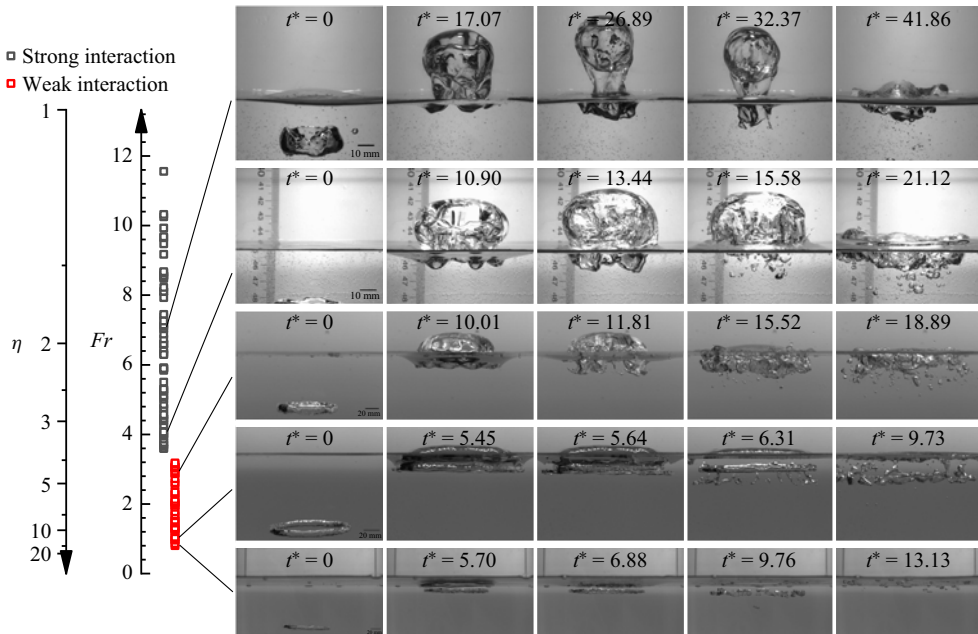 Strong interaction
Weak interaction
1
2
3
5
10
20
η
12
10
8
6
4
2
0
Fr
t* = 0
t* = 17.07
t* = 26.89
t* = 32.37
t* = 41.86
10 mm
t* = 0
t* = 10.90
t* = 13.44
t* = 15.58
t* = 21.12
10 mm
t* = 0
t* = 10.01
t* = 11.81
t* = 15.52
t* = 18.89
20 mm
t* = 0
t* = 5.45
t* = 5.64
t* = 6.31
t* = 9.73
20 mm
t* = 0
t* = 5.70
t* = 6.88
t* = 9.76
t* = 13.13